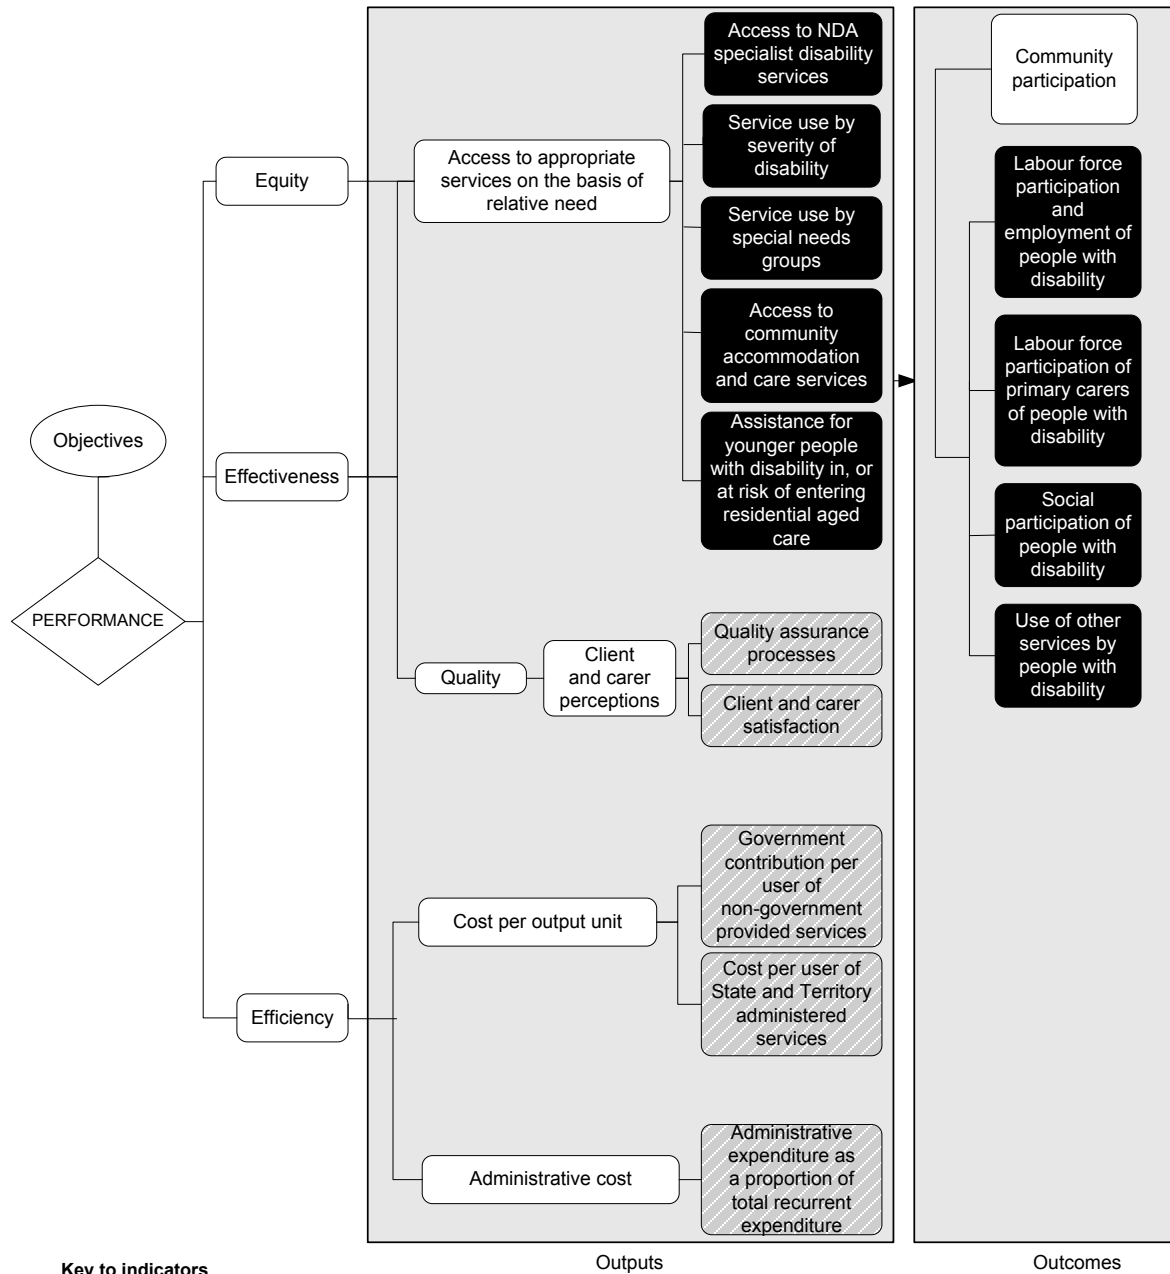 Objectives
PERFORMANCE
Equity
Effectiveness
Efficiency
Access to appropriate
services on the basis of
relative need
Quality
Client
and carer
perceptions
Cost per output unit
Administrative cost
Access to NDA
specialist disability
services
Service use by
severity of
disability
Service use by
special needs
groups
Access to
community
accommodation
and care services
Assistance for
younger people
with disability in, or
at risk of entering
residential aged
care
Quality assurance
processes
Client and carer
satisfaction
Government
contribution per
user of
non-government
provided services
Cost per user of
State and Territory
administered
services
Administrative
expenditure as
a proportion of
total recurrent
expenditure
Outputs
Community
participation
Labour force
participation
and
employment of
people with
disability
Labour force
participation of
primary carers
of people with
disability
Social
participation of
people with
disability
Use of other
services by
people with
disability
Outcomes
Key to indicators